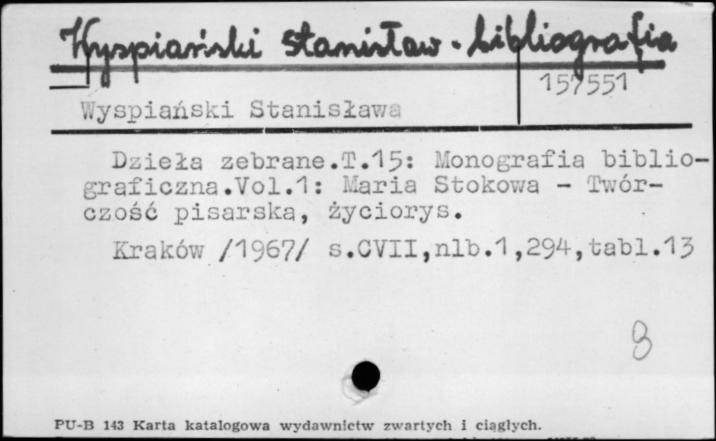 Wyspiański Stanisław - bibliografia
157551
Wyspiański Stanisława
Dzieła zebrane.T.15: Monografia biblio-
graficzna.Vol.1: Maria Stokowa - Twór-
czość pisarska, życiorys.
Kraków /1967/ s.CVII,nlb.1,294,tabl.13
8
PU-B 143 Karta katalogowa wydawnictw zwartych i ciągłych.